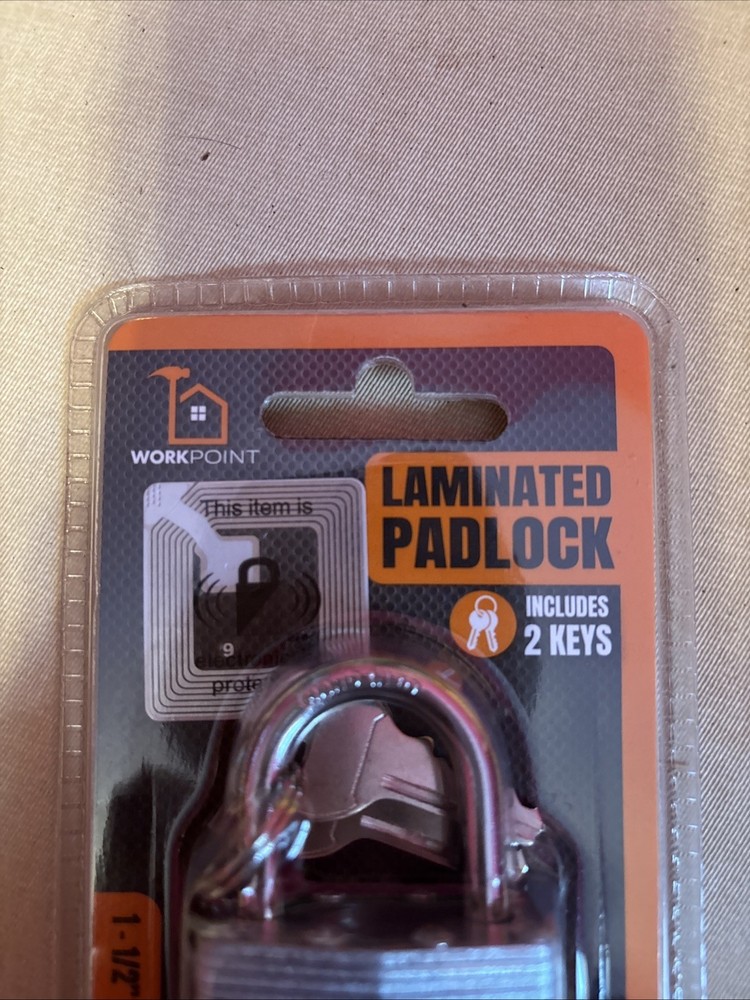 WORKPOINT
LAMINATED
PADLOCK
INCLUDES
2 KEYS
This item is
9
1-1/2"